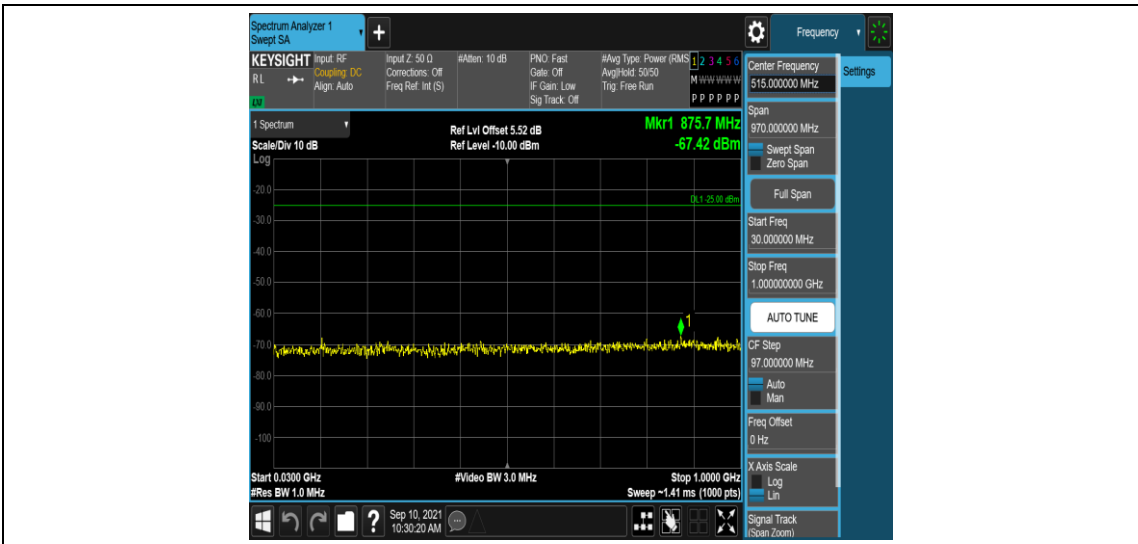 Spectrum Analyzer 1
Swept SA
+
Frequency
KEYSIGHT
RL
LNI
Input: RF
Coupling: DC
Align: Auto
Input Z: 50 Ω
Corrections: Off
Freq Ref: Int (S)
#Atten: 10 dB
PNO: Fast
Gate: Off
IF Gain: Low
Sig Track: Off
#Avg Type: Power (RMS
Avg|Hold: 50/50
Trig: Free Run
1 2 3 4 5 6
M W W W W W
P P P P P P
1 Spectrum
Scale/Div 10 dB
Log
Ref Lvl Offset 5.52 dB
Ref Level -10.00 dBm
Mkr1 875.7 MHz
-67.42 dBm
-20.0
DL1 -25.00 dBm
-30.0
-40.0
-50.0
-60.0
1
-70.0
-80.0
-90.0
-100
Start 0.0300 GHz
#Res BW 1.0 MHz
#Video BW 3.0 MHz
Stop 1.0000 GHz
Sweep ~1.41 ms (1000 pts)
?
Sep 10, 2021
10:30:20 AM
Center Frequency
515.000000 MHz
Settings
Span
970.000000 MHz
Swept Span
Zero Span
Full Span
Start Freq
30.000000 MHz
Stop Freq
1.000000000 GHz
AUTO TUNE
CF Step
97.000000 MHz
Auto
Man
Freq Offset
0 Hz
X Axis Scale
Log
Lin
Signal Track
(Span Zoom)